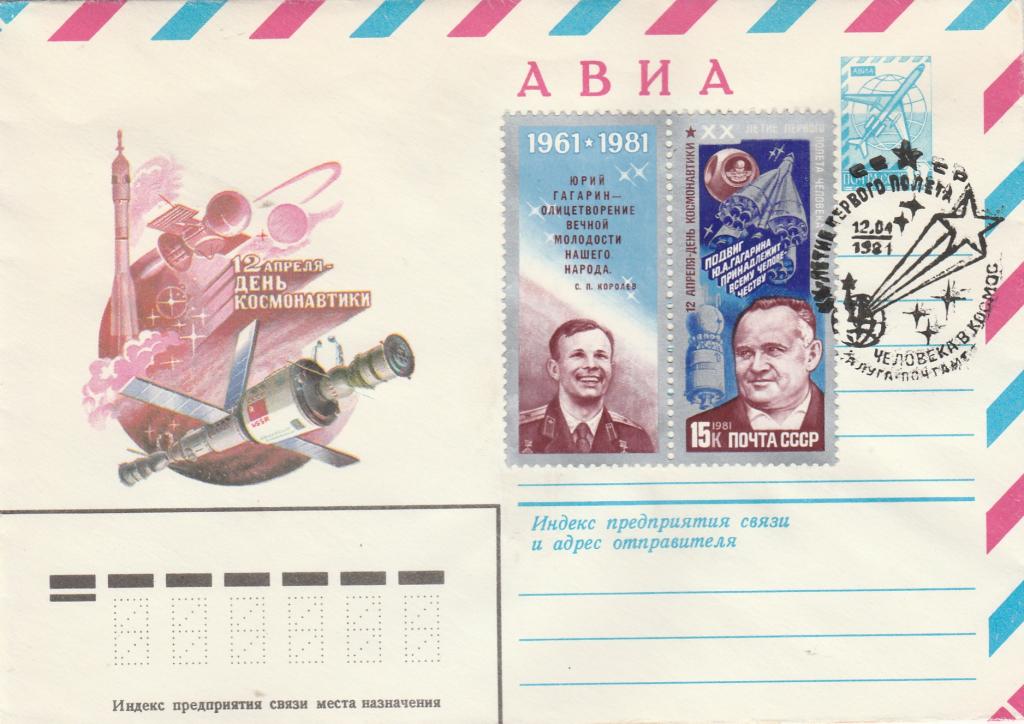 АВИА
АВИА
1961 ★ 1981
ЮРИЙ
ГАГАРИН—
ОЛИЦЕТВОРЕНИЕ
ВЕЧНОЙ
МОЛОДОСТИ
НАШЕГО
НАРОДА.
С. П. КОРОЛЕВ
★ XX ЛЕТИЕ ПЕРВОГО
ПОЛЕТА ЧЕЛОВЕКА
12 АПРЕЛЯ-ДЕНЬ КОСМОНАВТИКИ
ПОДВИГ
Ю.А.ГАГАРИНА
ПРИНАДЛЕЖИТ
ВСЕМУ ЧЕЛОВЕ-
ЧЕСТВУ
15К 1981 ПОЧТА СССР
СССР
ЛЕТИЕ ПЕРВОГО ПОЛЕТА
12.04
1981
ЧЕЛОВЕКА В КОСМОС
КАЛУГА-ПОЧТАМТ
12 АПРЕЛЯ-
ДЕНЬ
КОСМОНАВТИКИ
СССР
Индекс предприятия связи
и адрес отправителя
Индекс предприятия связи места назначения